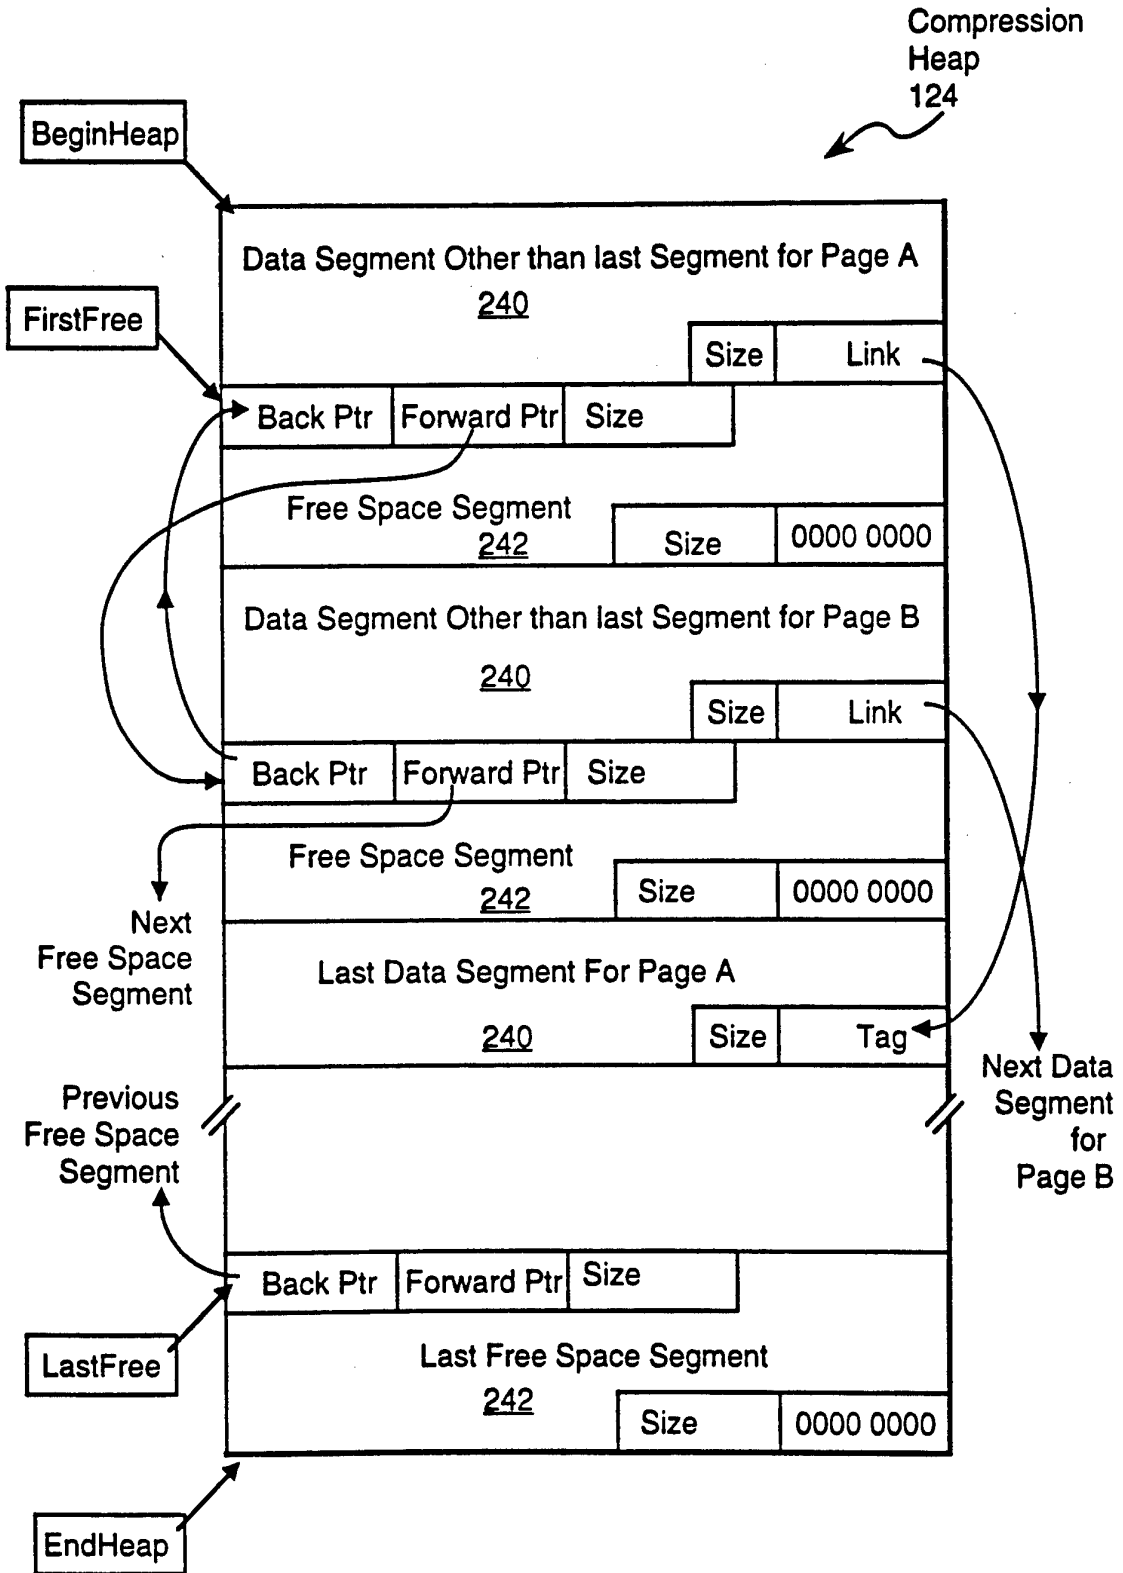 Compression
Heap
124
BeginHeap
Data Segment Other than last Segment for Page A
240
FirstFree
Size
Link
Back Ptr
Forward Ptr
Size
Free Space Segment
242
Size
0000 0000
Data Segment Other than last Segment for Page B
240
Size
Link
Back Ptr
Forward Ptr
Size
Free Space Segment
242
Size
0000 0000
Next
Free Space
Segment
Last Data Segment For Page A
240
Size
Tag
Next Data
Segment
for
Page B
Previous
Free Space
Segment
Back Ptr
Forward Ptr
Size
LastFree
Last Free Space Segment
242
Size
0000 0000
EndHeap